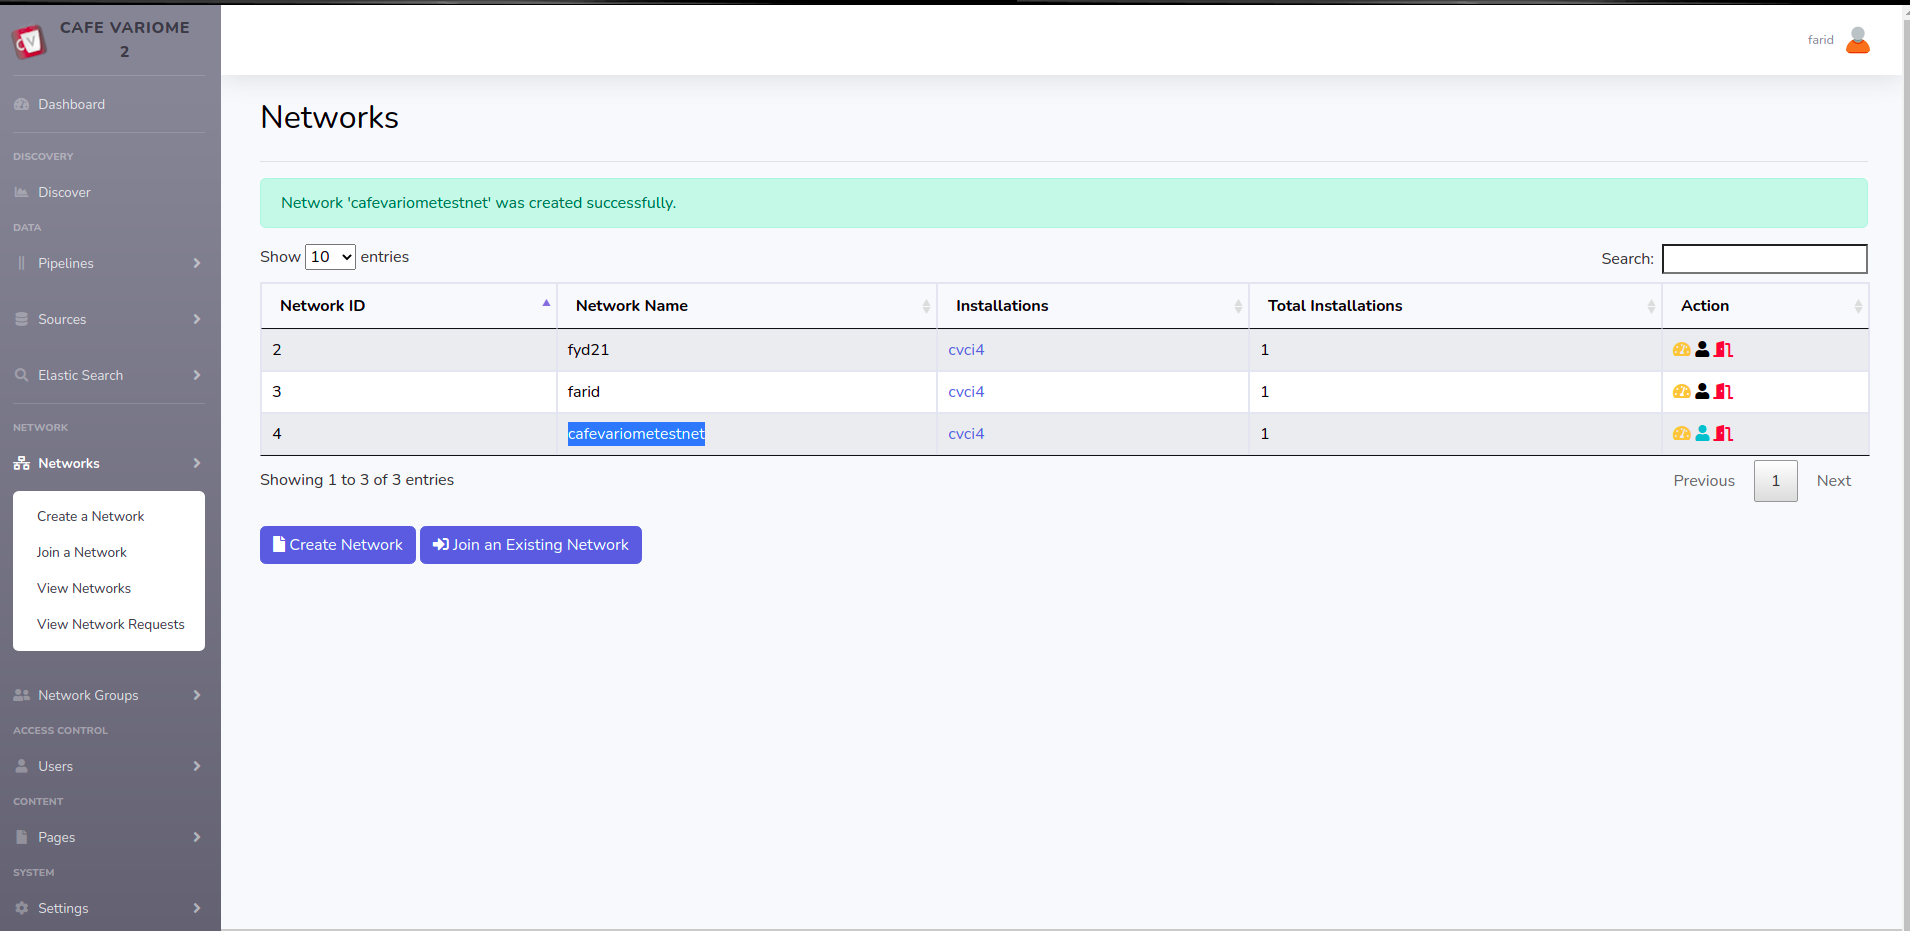 CAFE VARIOME
2
Dashboard
DISCOVERY
Discover
DATA
Pipelines
Sources
Elastic Search
NETWORK
Networks
Create a Network
Join a Network
View Networks
View Network Requests
Network Groups
ACCESS CONTROL
Users
CONTENT
Pages
SYSTEM
Settings
farid
Networks
Network 'cafevariometestnet' was created successfully.
Show 10 entries
Search:
Network ID Network Name Installations Total Installations Action
2 fyd21 cvci4 1
3 farid cvci4 1
4 cafevariometestnet cvci4 1
Showing 1 to 3 of 3 entries
Previous 1 Next
Create Network Join an Existing Network